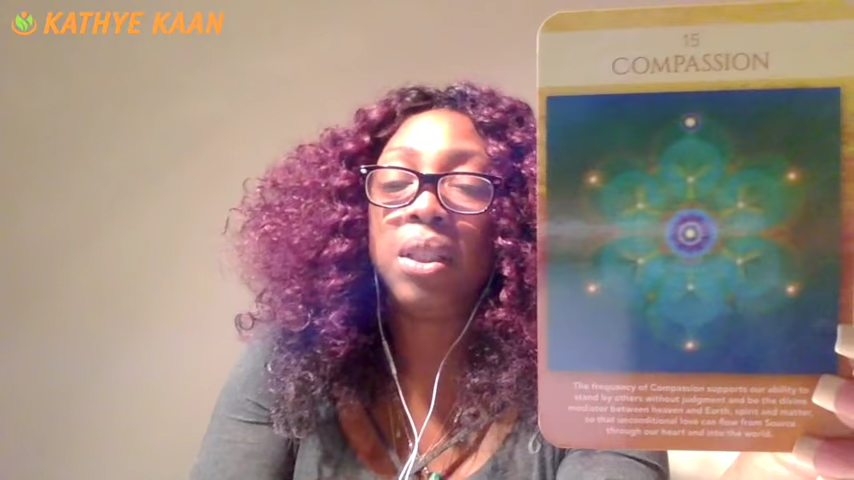 KATHYE KAAN
15
COMPASSION
The frequency of Compassion supports our ability to
stand by others without judgment and be the divine
mediator between heaven and Earth, spirit and matter,
so that unconditional love can flow from Source
through our heart and into the world.